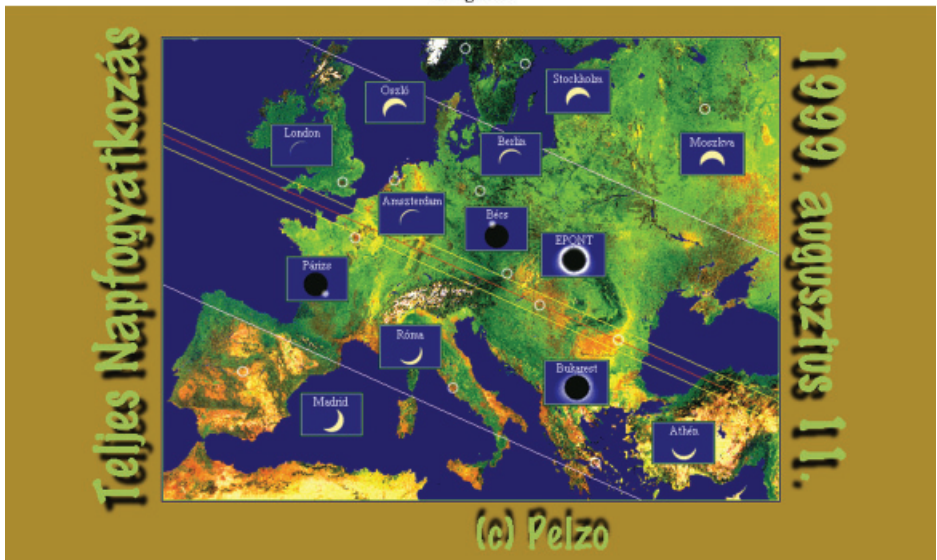 Teljes Napfogyatkozás
1999. augusztus 11.
Oszló
Stockholm
London
Berlin
Moszkva
Amszterdam
Bécs
EPONT
Párizs
Róma
Bukarest
Madrid
Athén
(c) Pelzo